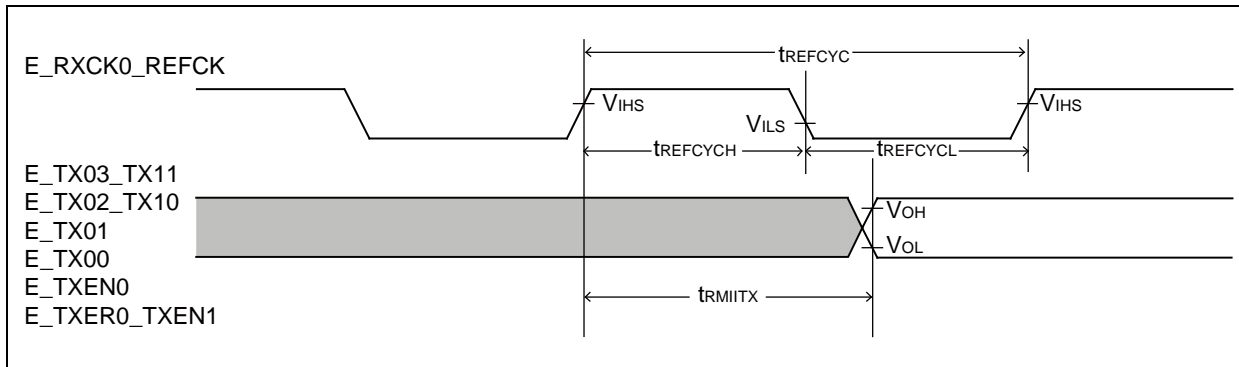 E_RXCK0_REFCK
tREFCYC
VIHS
VILS
VIHS
tREFCYCH
tREFCYCL
E_TX03_TX11
E_TX02_TX10
E_TX01
E_TX00
E_TXEN0
E_TXER0_TXEN1
VOH
VOL
tRMIITX